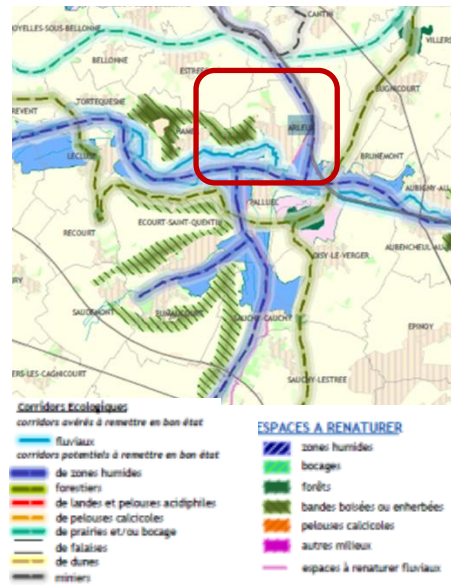 CANTIN
OYELLES-SOUS-BELLONNE
VILLERS
BELLONNE
ESTREE
UGNICOURT
TORTEQUESNE
REVENT
HAME
ARLEUX
LECLUSE
BRUNEMONT
AUBIGNY-AU
PALLUEL
ECOURT-SAINT-QUENTIN
RECOURT
AUBENCHEUL-AU
OISY-LE-VERGER
SAUDEMONT
SAUCHY-CAUCHY
EPINOY
ERS-LES-CAGNICOURT
SAUCHY-LESTREE
Corridors Ecologiques
corridors avérés à remettre en bon état
fluviaux
corridors potentiels à remettre en bon état
de zones humides
forestiers
de landes et pelouses acidiphiles
de pelouses calcicoles
de prairies et/ou bocage
de falaises
de dunes
miniers
ESPACES A RENATURER
zones humides
bocages
forêts
bandes boisées ou enherbées
pelouses calcicoles
autres milieux
espaces à renaturer fluviaux